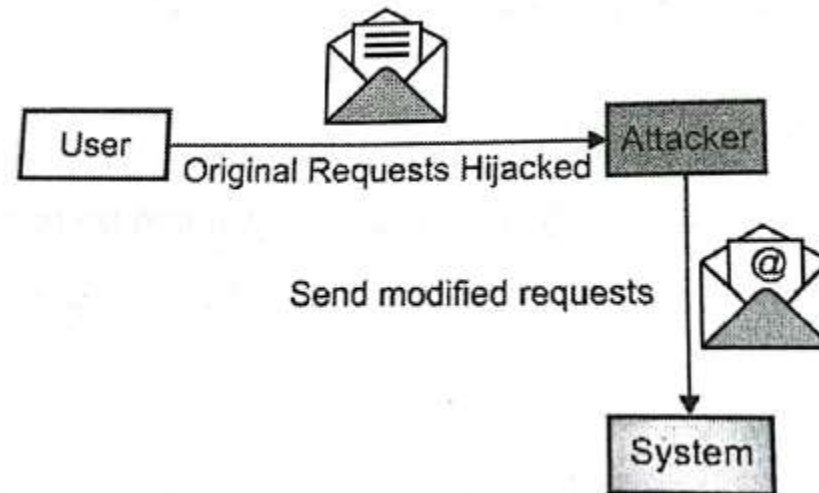 User
Attacker
Original Requests Hijacked
@
Send modified requests
System